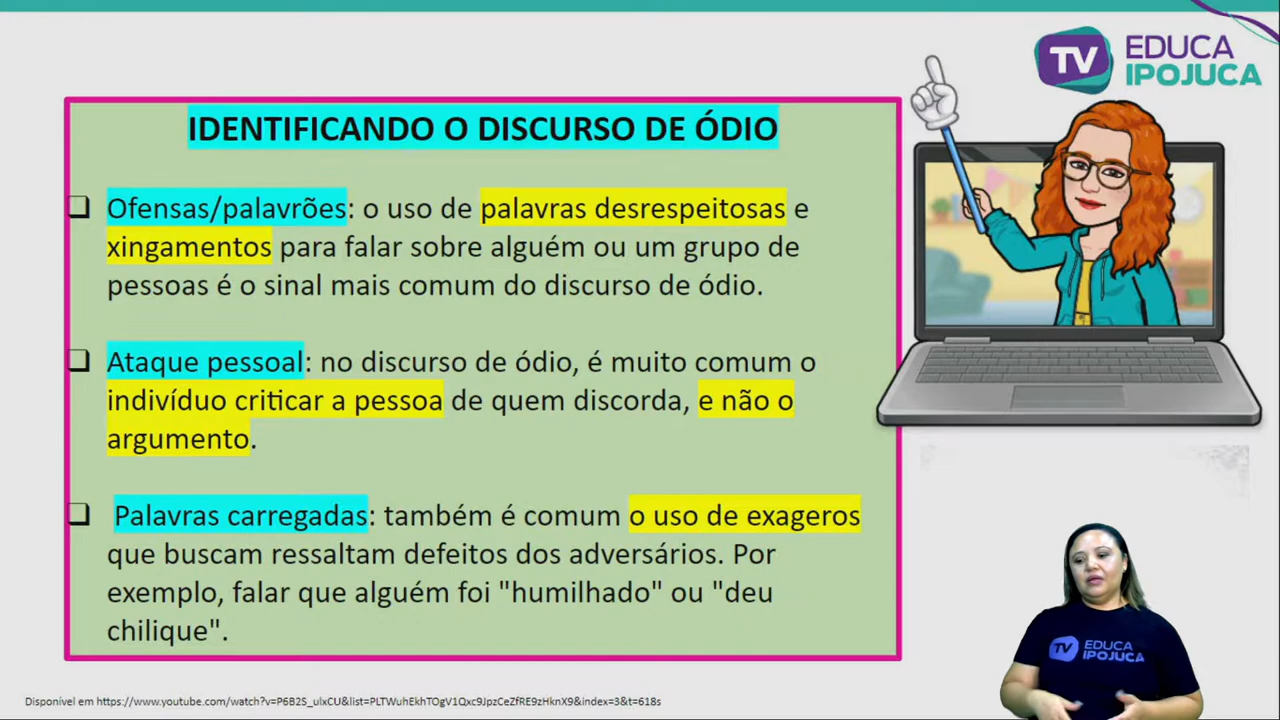 TV EDUCA
IPOJUCA
IDENTIFICANDO O DISCURSO DE ÓDIO
Ofensas/palavrões: o uso de palavras desrespeitosas e
xingamentos para falar sobre alguém ou um grupo de
pessoas é o sinal mais comum do discurso de ódio.
Ataque pessoal: no discurso de ódio, é muito comum o
indivíduo criticar a pessoa de quem discorda, e não o
argumento.
Palavras carregadas: também é comum o uso de exageros
que buscam ressaltam defeitos dos adversários. Por
exemplo, falar que alguém foi "humilhado" ou "deu
chilique".
TV EDUCA
IPOJUCA
Disponível em https://www.youtube.com/watch?v=P6B2S_ulxCU&list=PLTWuhEkhTOgV1Qxc9JpzCeZfRE9zHknX9&index=3&t=618s